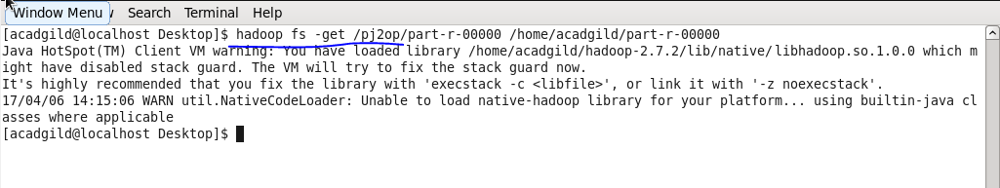 Window Menu Search Terminal Help
[acadgild@localhost Desktop]$ hadoop fs -get /pj2op/part-r-00000 /home/acadgild/part-r-00000
Java HotSpot(TM) Client VM warning: You have loaded library /home/acadgild/hadoop-2.7.2/lib/native/libhadoop.so.1.0.0 which m
ight have disabled stack guard. The VM will try to fix the stack guard now.
It's highly recommended that you fix the library with 'execstack -c <libfile>', or link it with '-z noexecstack'.
17/04/06 14:15:06 WARN util.NativeCodeLoader: Unable to load native-hadoop library for your platform... using builtin-java cl
asses where applicable
[acadgild@localhost Desktop]$